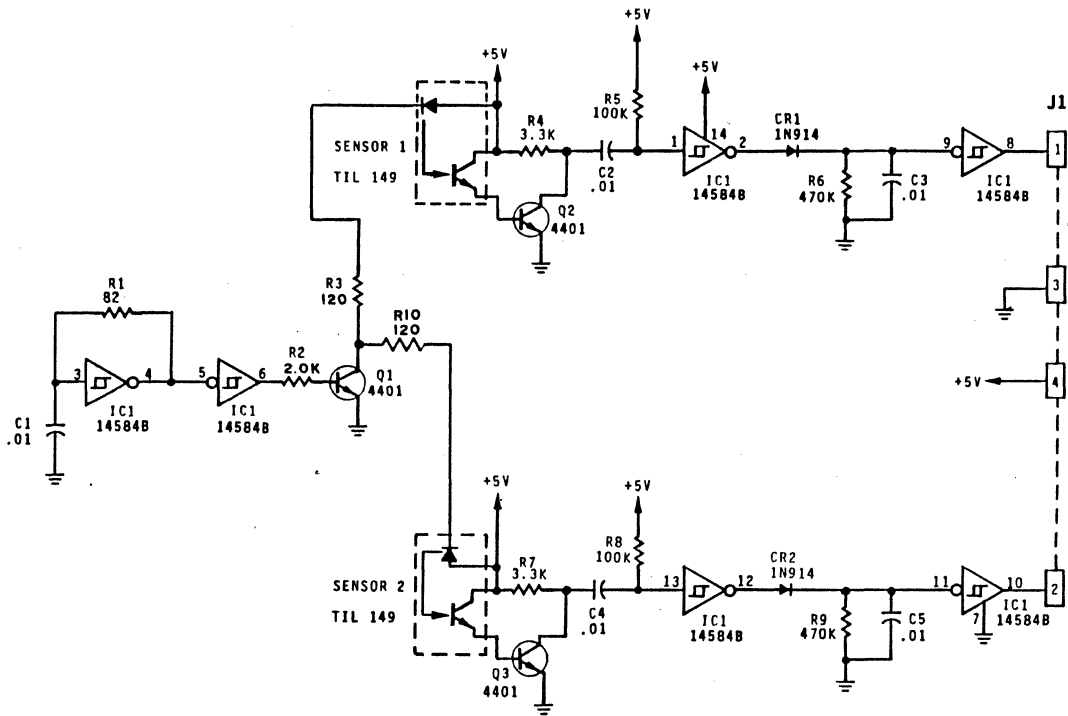 +5V
+5V
+5V
J1
R5
100K
CR1
1N914
R4
3.3K
SENSOR 1
TIL 149
1
14
2
9
8
1
C2
.01
IC1
14584B
R6
470K
C3
.01
IC1
14584B
Q2
4401
R1
82
R3
120
3
R10
120
R2
2.0K
3
4
5
6
Q1
4401
+5V
4
C1
.01
IC1
14584B
IC1
14584B
+5V
+5V
R8
100K
CR2
1N914
R7
3.3K
SENSOR 2
TIL 149
13
12
11
10
2
C4
.01
IC1
14584B
R9
470K
C5
.01
7
IC1
14584B
Q3
4401